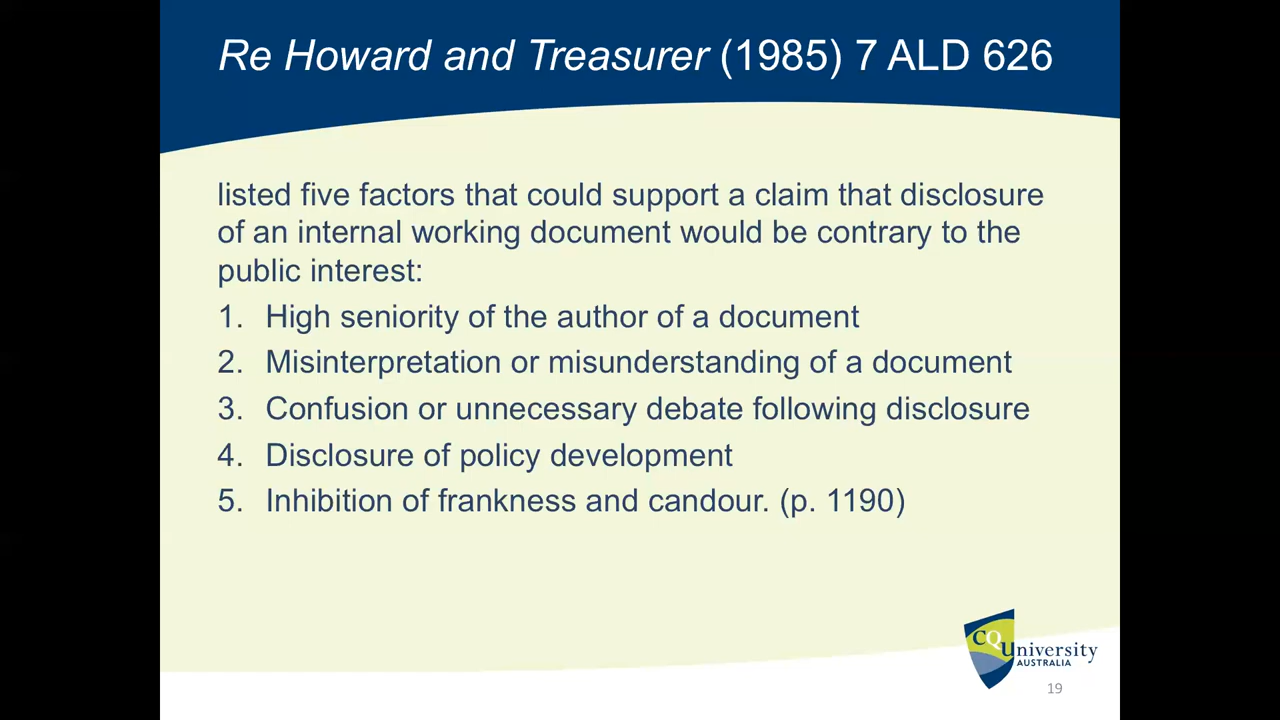 Re Howard and Treasurer (1985) 7 ALD 626
listed five factors that could support a claim that disclosure
of an internal working document would be contrary to the
public interest:
1. High seniority of the author of a document
2. Misinterpretation or misunderstanding of a document
3. Confusion or unnecessary debate following disclosure
4. Disclosure of policy development
5. Inhibition of frankness and candour. (p. 1190)
CQUniversity
AUSTRALIA
19